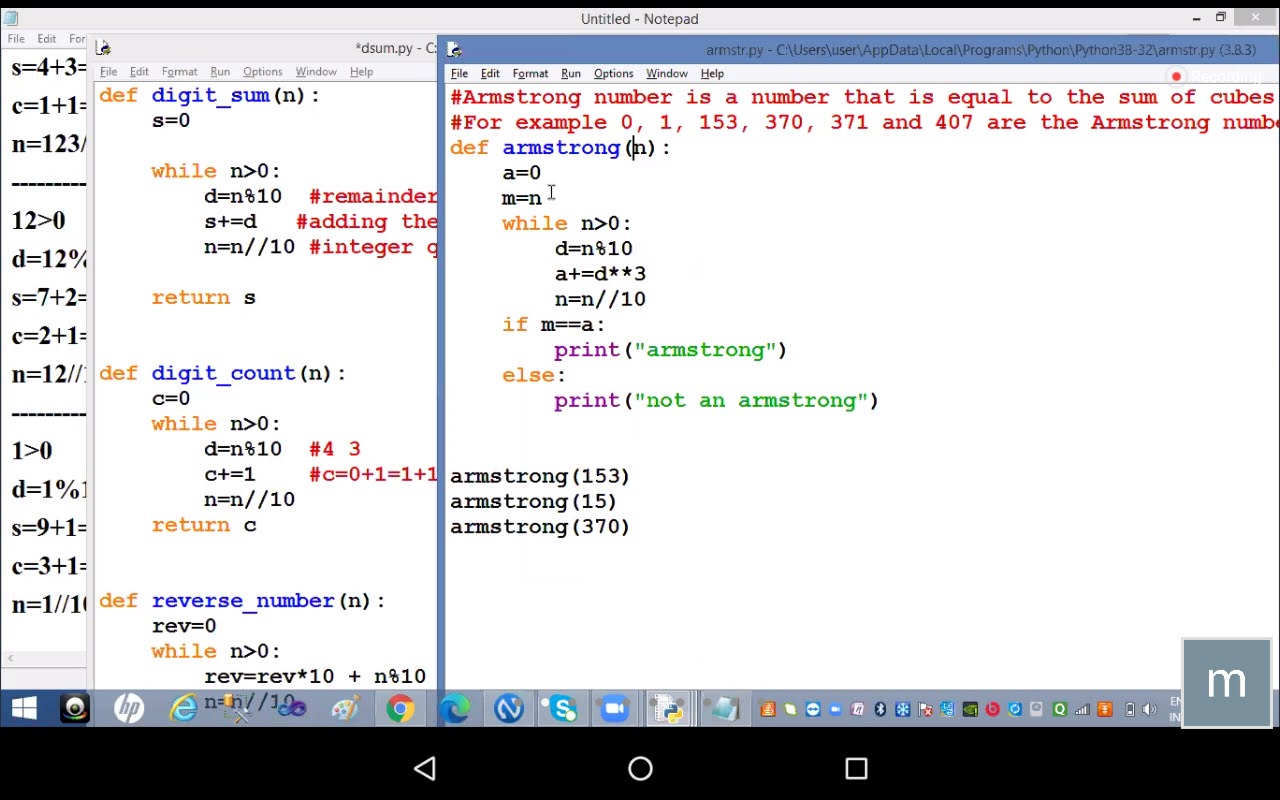 Untitled - Notepad
File Edit For
s=4+3=
c=1+1=
n=123/
--------
12>0
d=12%
s=7+2=
c=2+1=
n=12//1
--------
1>0
d=1%1
s=9+1=
c=3+1=
n=1//10
*dsum.py - C:
File Edit Format Run Options Window Help
def digit_sum(n):
s=0
while n>0:
d=n%10 #remainder
s+=d #adding the
n=n//10 #integer q
return s
def digit_count(n):
c=0
while n>0:
d=n%10 #4 3
c+=1 #c=0+1=1+1
n=n//10
return c
def reverse_number(n):
rev=0
while n>0:
rev=rev*10 + n%10
n=n//10
armstr.py - C:\Users\user\AppData\Local\Programs\Python\Python38-32\armstr.py (3.8.3)
File Edit Format Run Options Window Help
Recording
#Armstrong number is a number that is equal to the sum of cubes
#For example 0, 1, 153, 370, 371 and 407 are the Armstrong numbe
def armstrong(n):
a=0
m=n
while n>0:
d=n%10
a+=d**3
n=n//10
if m==a:
print("armstrong")
else:
print("not an armstrong")
armstrong(153)
armstrong(15)
armstrong(370)
m
hp
EN
IN